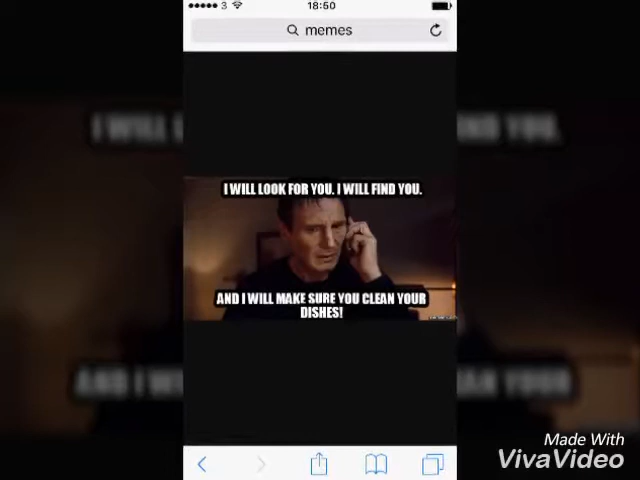 3 18:50
memes
I WILL LOOK FOR YOU. I WILL FIND YOU.
AND I WILL MAKE SURE YOU CLEAN YOUR
DISHES!
Made With
VivaVideo